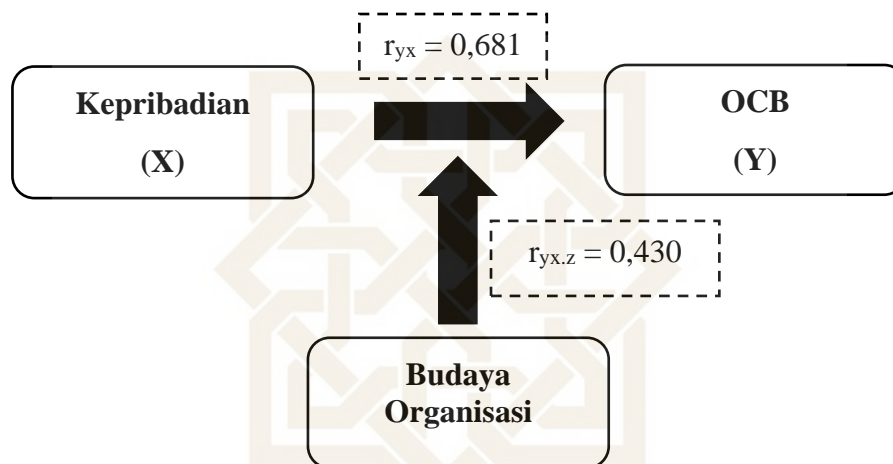 r_yx = 0,681
Kepribadian
(X)
OCB
(Y)
r_yx.z = 0,430
Budaya
Organisasi